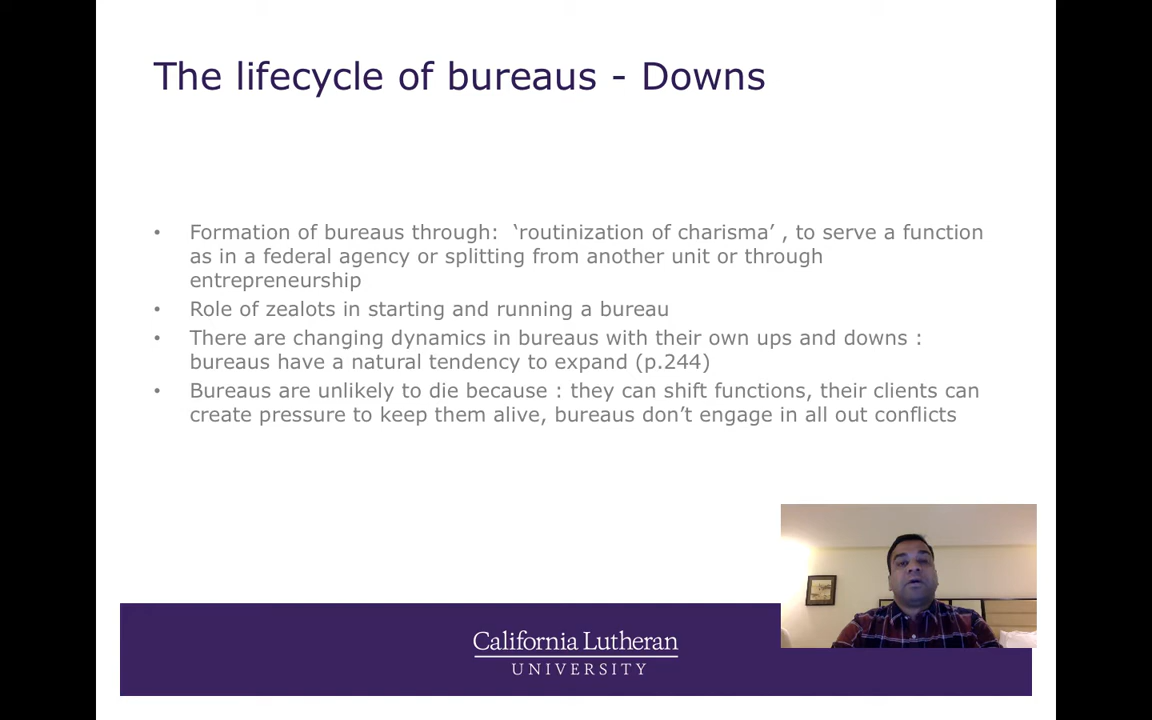 The lifecycle of bureaus - Downs
• Formation of bureaus through: ‘routinization of charisma’ , to serve a function
as in a federal agency or splitting from another unit or through
entrepreneurship
• Role of zealots in starting and running a bureau
• There are changing dynamics in bureaus with their own ups and downs :
bureaus have a natural tendency to expand (p.244)
• Bureaus are unlikely to die because : they can shift functions, their clients can
create pressure to keep them alive, bureaus don’t engage in all out conflicts
California Lutheran
UNIVERSITY